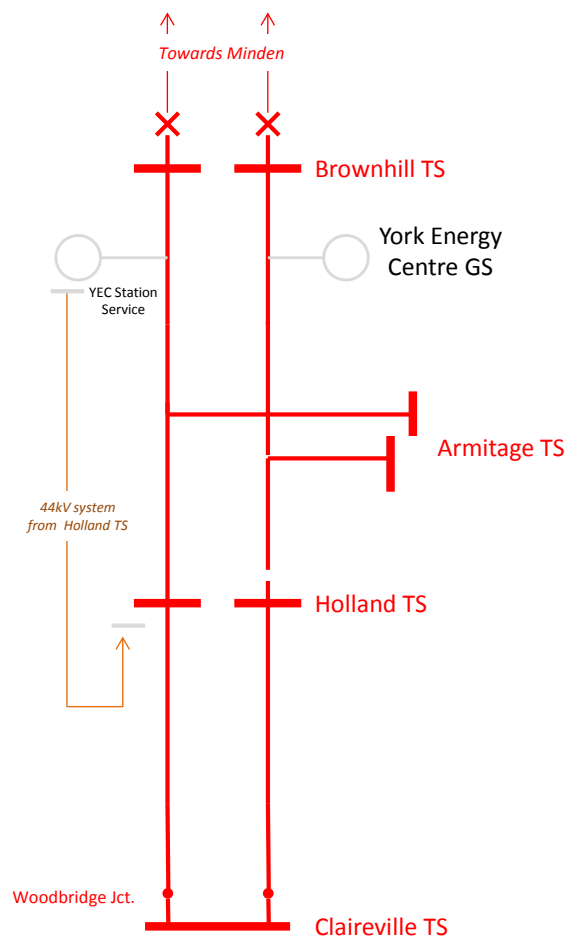 Towards Minden
Brownhill TS
York Energy
Centre GS
YEC Station
Service
Armitage TS
44kV system
from Holland TS
Holland TS
Woodbridge Jct.
Claireville TS